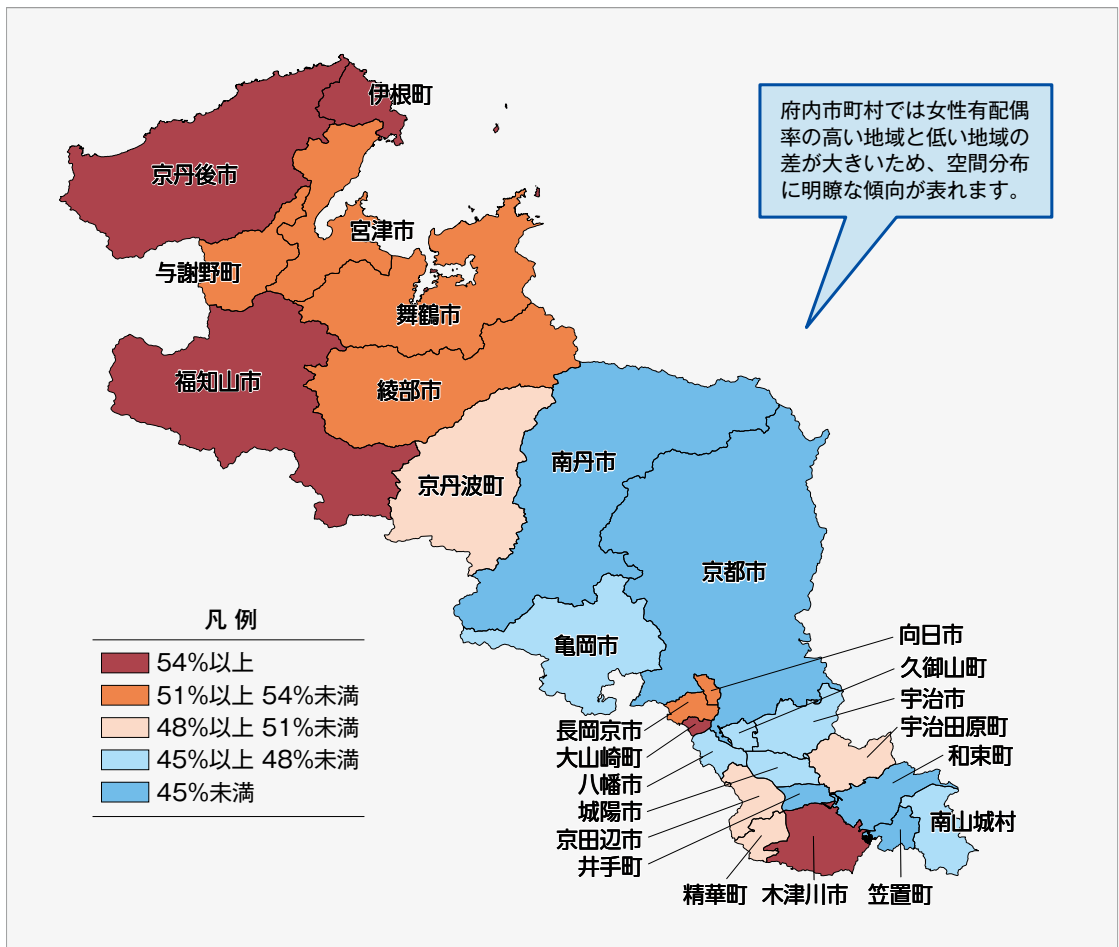 伊根町
府内市町村では女性有配偶
率の高い地域と低い地域の
差が大きいため、空間分布
に明瞭な傾向が表れます。
京丹後市
宮津市
与謝野町
舞鶴市
福知山市
綾部市
南丹市
京丹波町
京都市
亀岡市
凡例
54%以上
51%以上 54%未満
48%以上 51%未満
45%以上 48%未満
45%未満
向日市
久御山町
宇治市
宇治田原町
和束町
南山城村
長岡京市
大山崎町
八幡市
城陽市
京田辺市
井手町
精華町
木津川市
笠置町